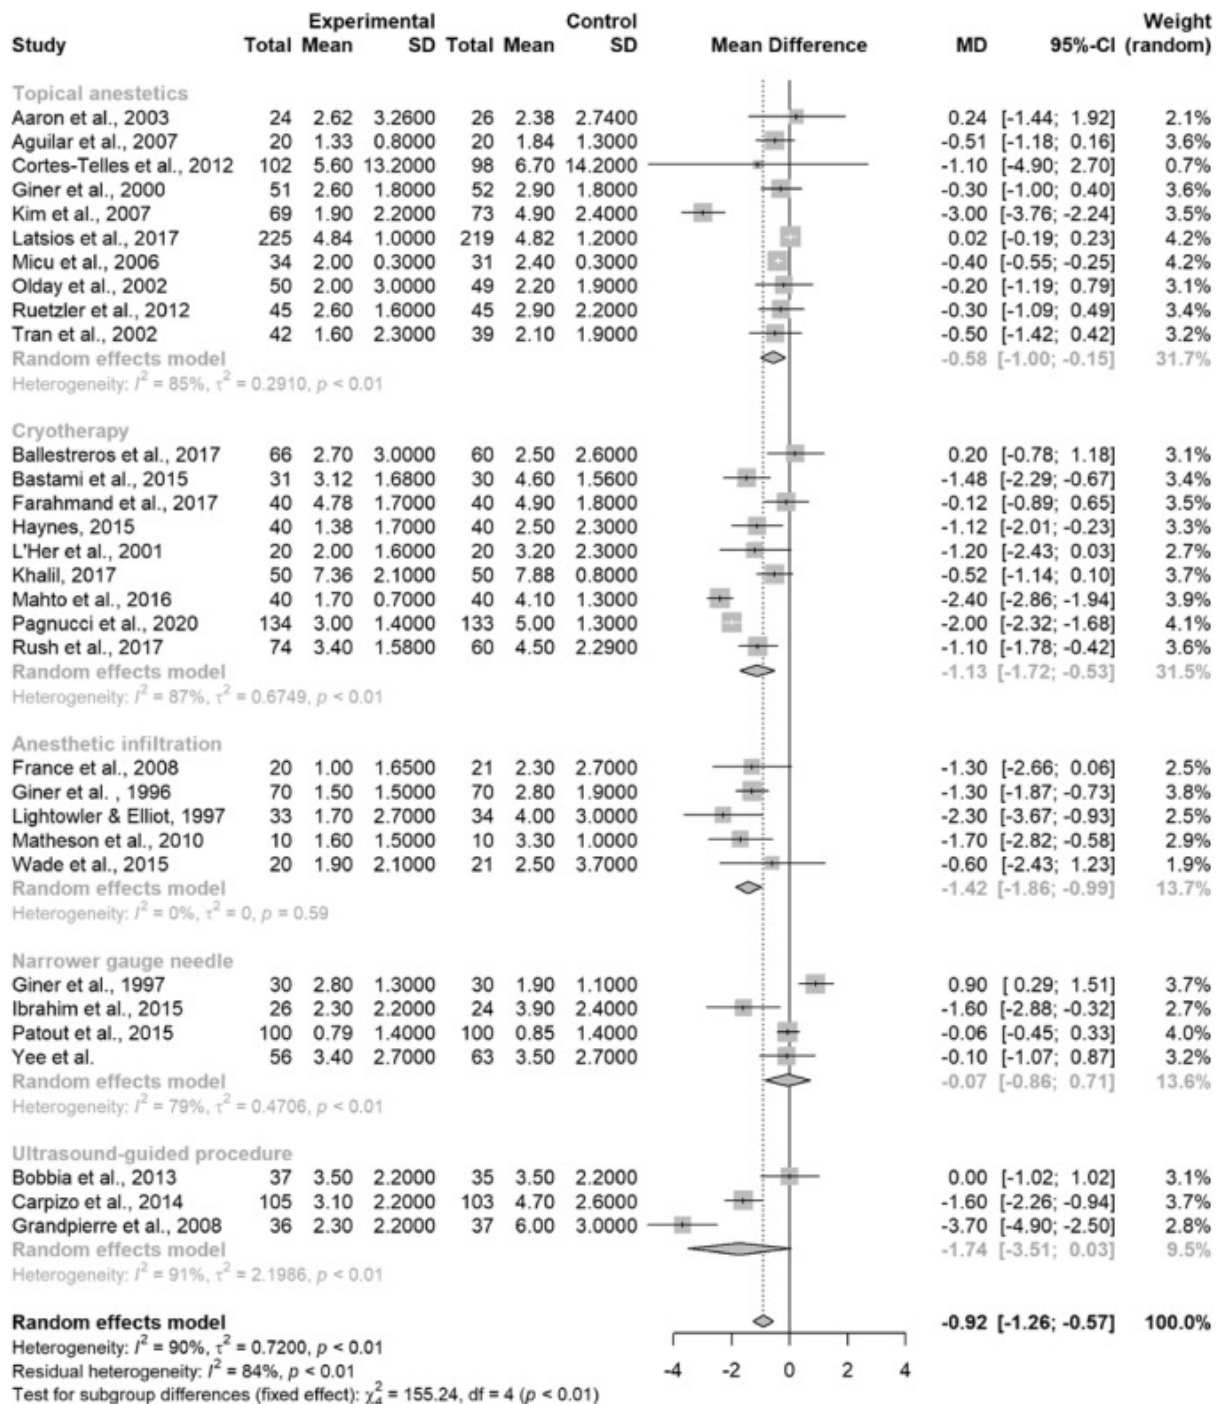 Experimental Control Weight
Study Total Mean SD Total Mean SD Mean Difference MD 95%-CI (random)
Topical anestetics
Aaron et al., 2003 24 2.62 3.2600 26 2.38 2.7400 0.24 [-1.44; 1.92] 2.1%
Aguilar et al., 2007 20 1.33 0.8000 20 1.84 1.3000 -0.51 [-1.18; 0.16] 3.6%
Cortes-Telles et al., 2012 102 5.60 13.2000 98 6.70 14.2000 -1.10 [-4.90; 2.70] 0.7%
Giner et al., 2000 51 2.60 1.8000 52 2.90 1.8000 -0.30 [-1.00; 0.40] 3.6%
Kim et al., 2007 69 1.90 2.2000 73 4.90 2.4000 -3.00 [-3.76; -2.24] 3.5%
Latsios et al., 2017 225 4.84 1.0000 219 4.82 1.2000 0.02 [-0.19; 0.23] 4.2%
Micu et al., 2006 34 2.00 0.3000 31 2.40 0.3000 -0.40 [-0.55; -0.25] 4.2%
Olday et al., 2002 50 2.00 3.0000 49 2.20 1.9000 -0.20 [-1.19; 0.79] 3.1%
Ruetzler et al., 2012 45 2.60 1.6000 45 2.90 2.2000 -0.30 [-1.09; 0.49] 3.4%
Tran et al., 2002 42 1.60 2.3000 39 2.10 1.9000 -0.50 [-1.42; 0.42] 3.2%
Random effects model -0.58 [-1.00; -0.15] 31.7%
Heterogeneity: I² = 85%, τ² = 0.2910, p < 0.01
Cryotherapy
Ballestreros et al., 2017 66 2.70 3.0000 60 2.50 2.6000 0.20 [-0.78; 1.18] 3.1%
Bastami et al., 2015 31 3.12 1.6800 30 4.60 1.5600 -1.48 [-2.29; -0.67] 3.4%
Farahmand et al., 2017 40 4.78 1.7000 40 4.90 1.8000 -0.12 [-0.89; 0.65] 3.5%
Haynes, 2015 40 1.38 1.7000 40 2.50 2.3000 -1.12 [-2.01; -0.23] 3.3%
L'Her et al., 2001 20 2.00 1.6000 20 3.20 2.3000 -1.20 [-2.43; 0.03] 2.7%
Khalil, 2017 50 7.36 2.1000 50 7.88 0.8000 -0.52 [-1.14; 0.10] 3.7%
Mahto et al., 2016 40 1.70 0.7000 40 4.10 1.3000 -2.40 [-2.86; -1.94] 3.9%
Pagnucci et al., 2020 134 3.00 1.4000 133 5.00 1.3000 -2.00 [-2.32; -1.68] 4.1%
Rush et al., 2017 74 3.40 1.5800 60 4.50 2.2900 -1.10 [-1.78; -0.42] 3.6%
Random effects model -1.13 [-1.72; -0.53] 31.5%
Heterogeneity: I² = 87%, τ² = 0.6749, p < 0.01
Anesthetic infiltration
France et al., 2008 20 1.00 1.6500 21 2.30 2.7000 -1.30 [-2.66; 0.06] 2.5%
Giner et al. , 1996 70 1.50 1.5000 70 2.80 1.9000 -1.30 [-1.87; -0.73] 3.8%
Lightowler & Elliot, 1997 33 1.70 2.7000 34 4.00 3.0000 -2.30 [-3.67; -0.93] 2.5%
Matheson et al., 2010 10 1.60 1.5000 10 3.30 1.0000 -1.70 [-2.82; -0.58] 2.9%
Wade et al., 2015 20 1.90 2.1000 21 2.50 3.7000 -0.60 [-2.43; 1.23] 1.9%
Random effects model -1.42 [-1.86; -0.99] 13.7%
Heterogeneity: I² = 0%, τ² = 0, p = 0.59
Narrower gauge needle
Giner et al., 1997 30 2.80 1.3000 30 1.90 1.1000 0.90 [ 0.29; 1.51] 3.7%
Ibrahim et al., 2015 26 2.30 2.2000 24 3.90 2.4000 -1.60 [-2.88; -0.32] 2.7%
Patout et al., 2015 100 0.79 1.4000 100 0.85 1.4000 -0.06 [-0.45; 0.33] 4.0%
Yee et al. 56 3.40 2.7000 63 3.50 2.7000 -0.10 [-1.07; 0.87] 3.2%
Random effects model -0.07 [-0.86; 0.71] 13.6%
Heterogeneity: I² = 79%, τ² = 0.4706, p < 0.01
Ultrasound-guided procedure
Bobbia et al., 2013 37 3.50 2.2000 35 3.50 2.2000 0.00 [-1.02; 1.02] 3.1%
Carpizo et al., 2014 105 3.10 2.2000 103 4.70 2.6000 -1.60 [-2.26; -0.94] 3.7%
Grandpierre et al., 2008 36 2.30 2.2000 37 6.00 3.0000 -3.70 [-4.90; -2.50] 2.8%
Random effects model -1.74 [-3.51; 0.03] 9.5%
Heterogeneity: I² = 91%, τ² = 2.1986, p < 0.01
Random effects model -0.92 [-1.26; -0.57] 100.0%
Heterogeneity: I² = 90%, τ² = 0.7200, p < 0.01
Residual heterogeneity: I² = 84%, p < 0.01
-4 -2 0 2 4
Test for subgroup differences (fixed effect): χ²₄ = 155.24, df = 4 (p < 0.01)